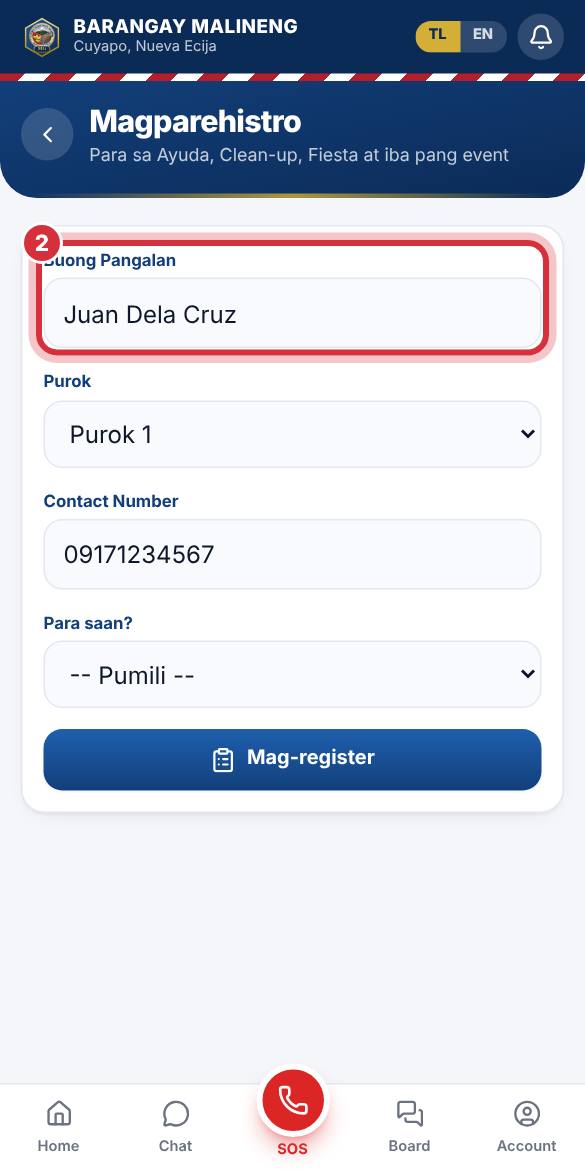 BARANGAY MALINENG
Cuyapo, Nueva Ecija
TL EN
Magparehistro
Para sa Ayuda, Clean-up, Fiesta at iba pang event
2
Buong Pangalan
Juan Dela Cruz
Purok
Purok 1
Contact Number
09171234567
Para saan?
-- Pumili --
Mag-register
Home Chat SOS Board Account